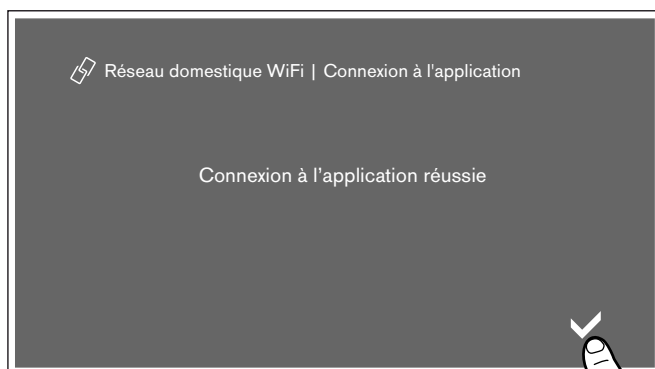 Réseau domestique WiFi | Connexion à l'application
Connexion à l’application réussie